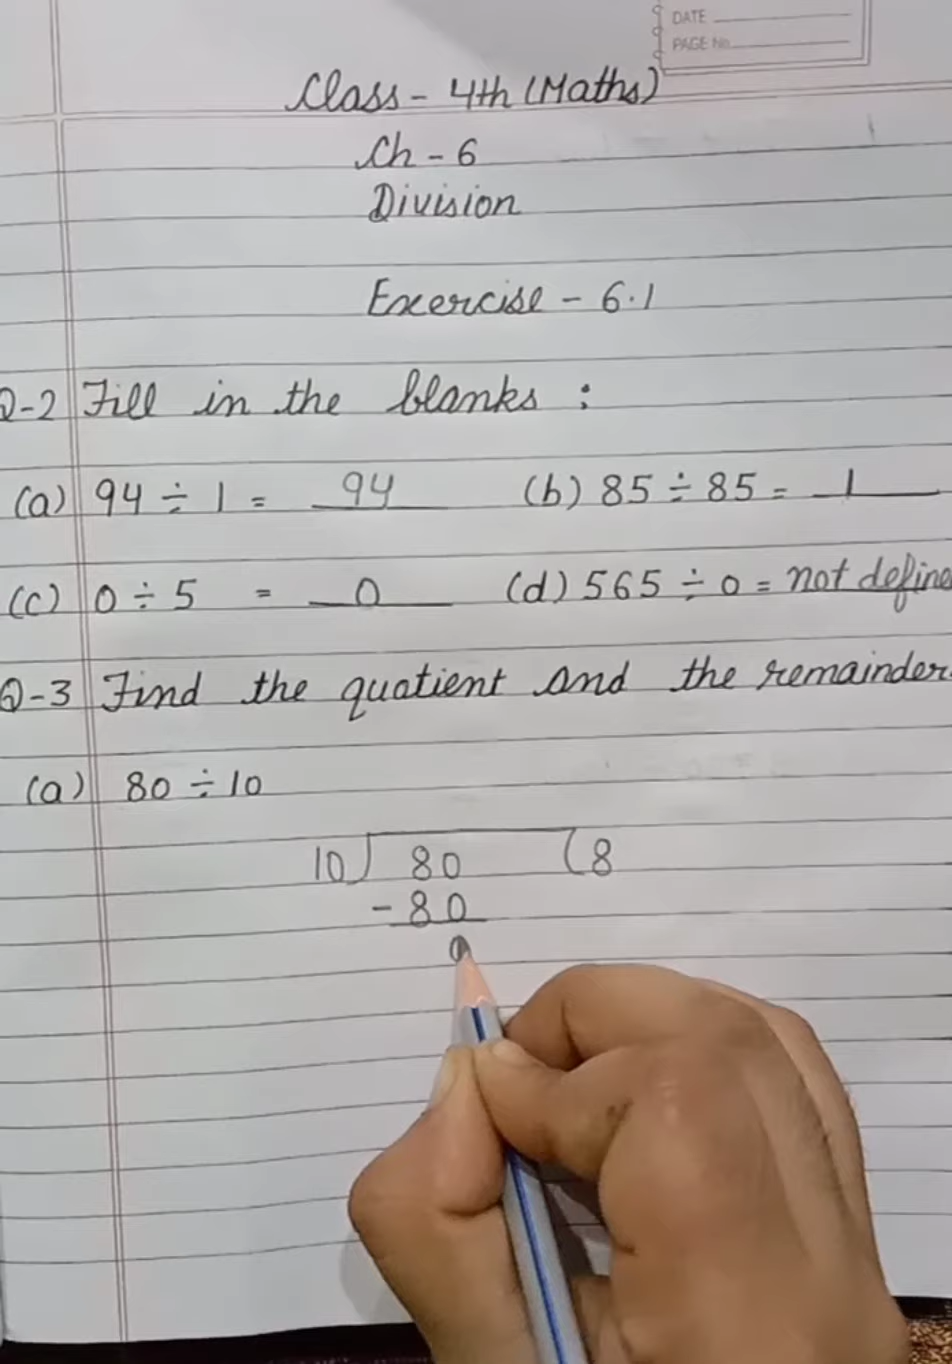 DATE
PAGE No.
Class - 4th (Maths)
Ch - 6
Division
Exercise - 6.1
Q-2 Fill in the blanks :
(a) 94 ÷ 1 = 94 (b) 85 ÷ 85 = 1
(c) 0 ÷ 5 = 0 (d) 565 ÷ 0 = not define
Q-3 Find the quotient and the remainder.
(a) 80 ÷ 10
10) 80 (8
- 80
0